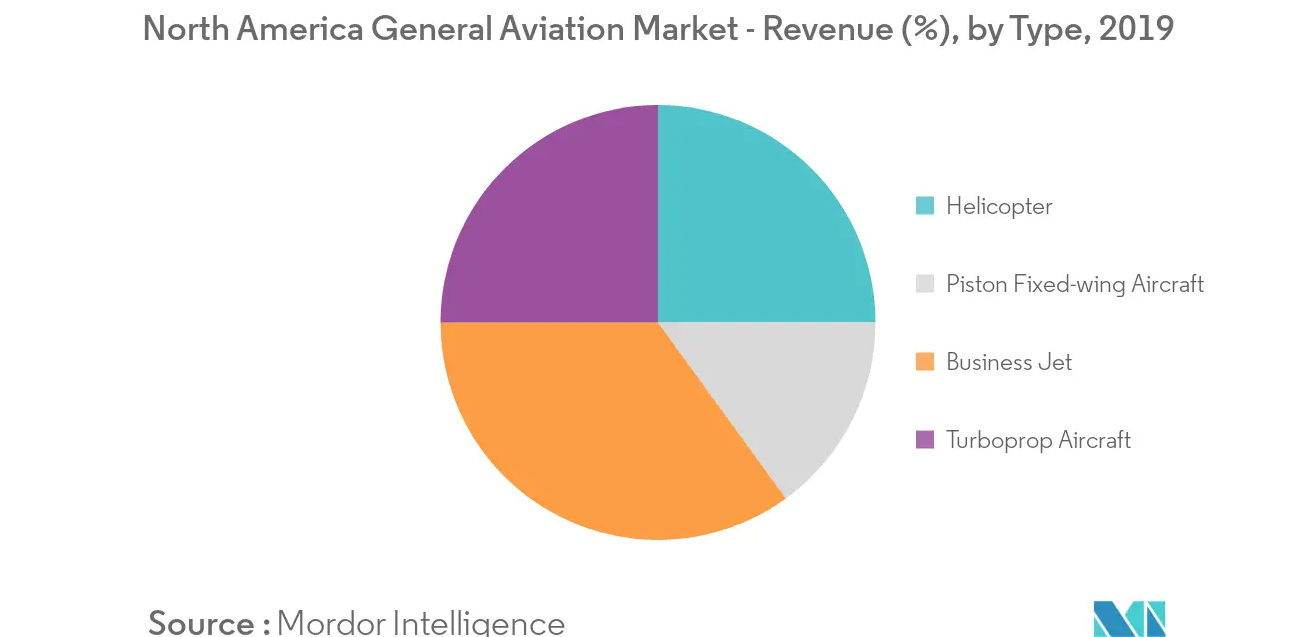 North America General Aviation Market - Revenue (%), by Type, 2019
Helicopter
Piston Fixed-wing Aircraft
Business Jet
Turboprop Aircraft
Source : Mordor Intelligence